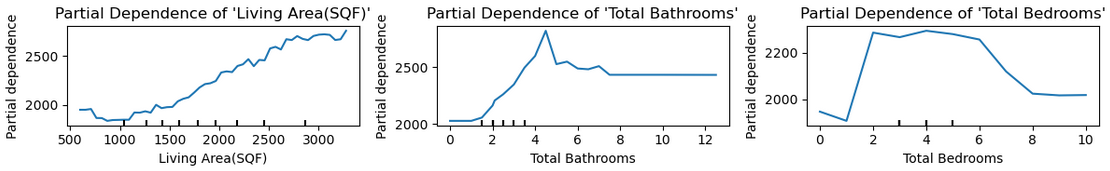 Partial Dependence of 'Living Area(SQF)'
Partial dependence
2500
2000
500
1000
1500
2000
2500
3000
Living Area(SQF)
Partial Dependence of 'Total Bathrooms'
Partial dependence
2500
2000
0
2
4
6
8
10
12
Total Bathrooms
Partial Dependence of 'Total Bedrooms'
Partial dependence
2200
2000
0
2
4
6
8
10
Total Bedrooms